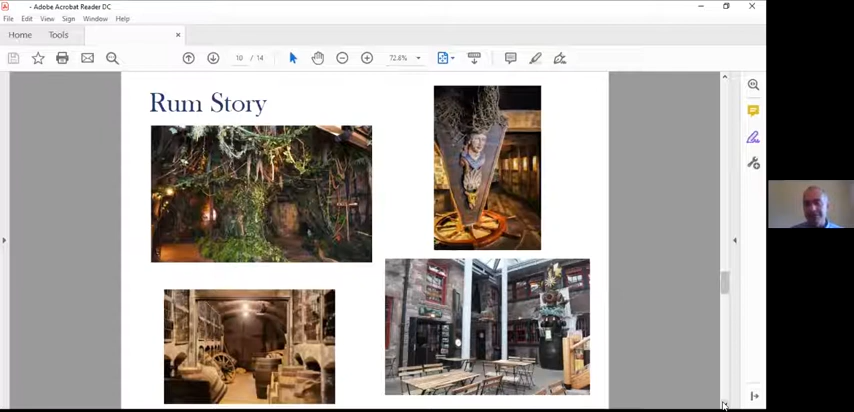 - Adobe Acrobat Reader DC
File Edit View Sign Window Help
Home Tools
10 / 14 72.8%
Rum Story